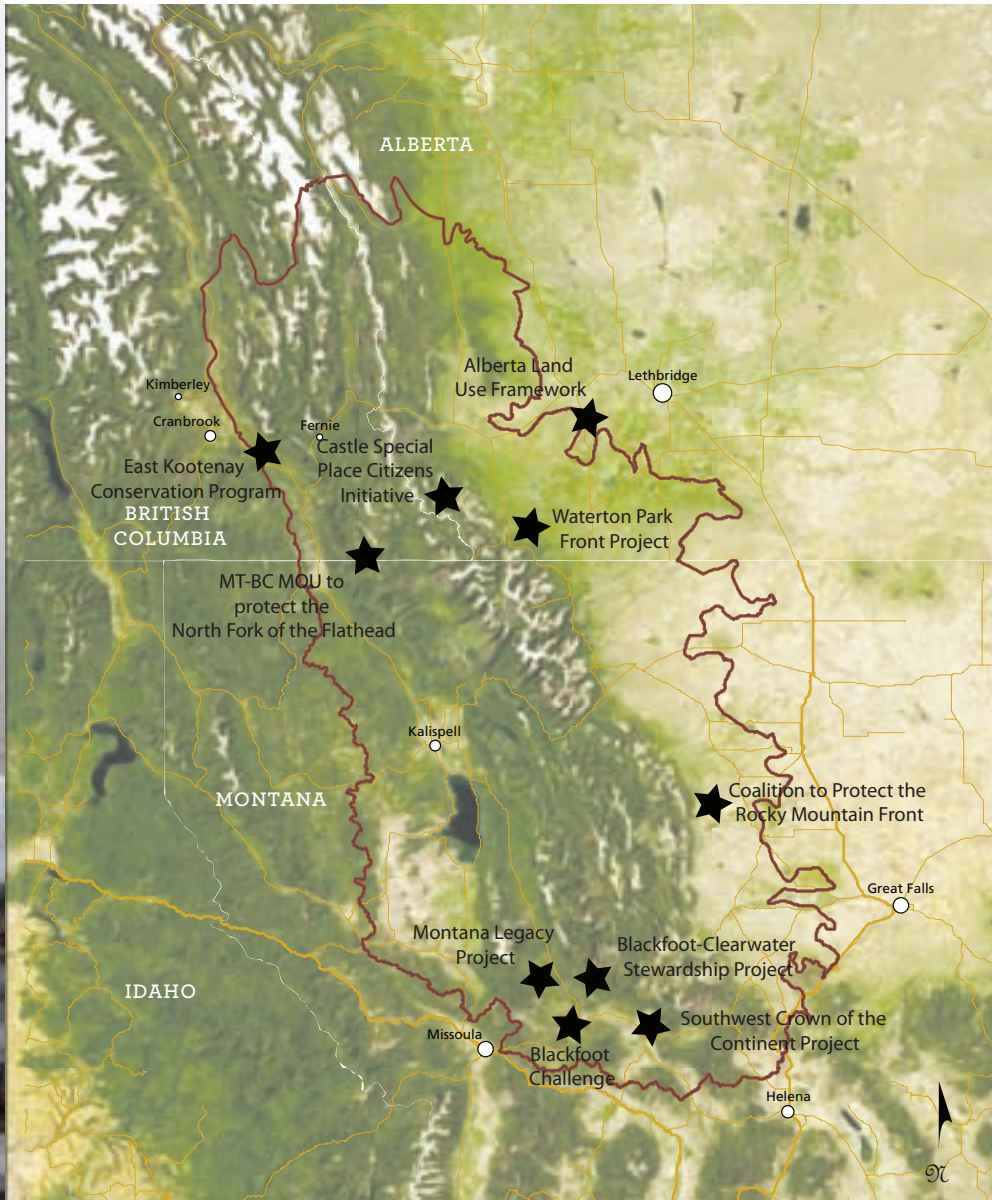 ALBERTA
Alberta Land
Use Framework
Lethbridge
Kimberley
Cranbrook
Fernie
Castle Special
Place Citizens
Initiative
East Kootenay
Conservation Program
BRITISH
COLUMBIA
Waterton Park
Front Project
MT-BC MOU to
protect the
North Fork of the Flathead
Kalispell
MONTANA
Coalition to Protect the
Rocky Mountain Front
Great Falls
Montana Legacy
Project
Blackfoot-Clearwater
Stewardship Project
IDAHO
Southwest Crown of the
Continent Project
Missoula
Blackfoot
Challenge
Helena
N